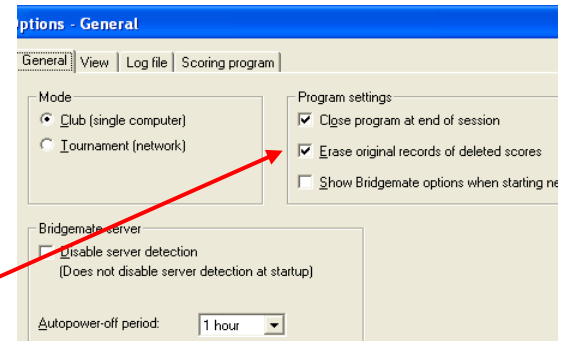 ptions - General
General View Log file Scoring program
Mode
Club (single computer)
Tournament (network)
Program settings
Close program at end of session
Erase original records of deleted scores
Show Bridgemate options when starting ne
Bridgemate server
Disable server detection
(Does not disable server detection at startup)
Autopower-off period: 1 hour